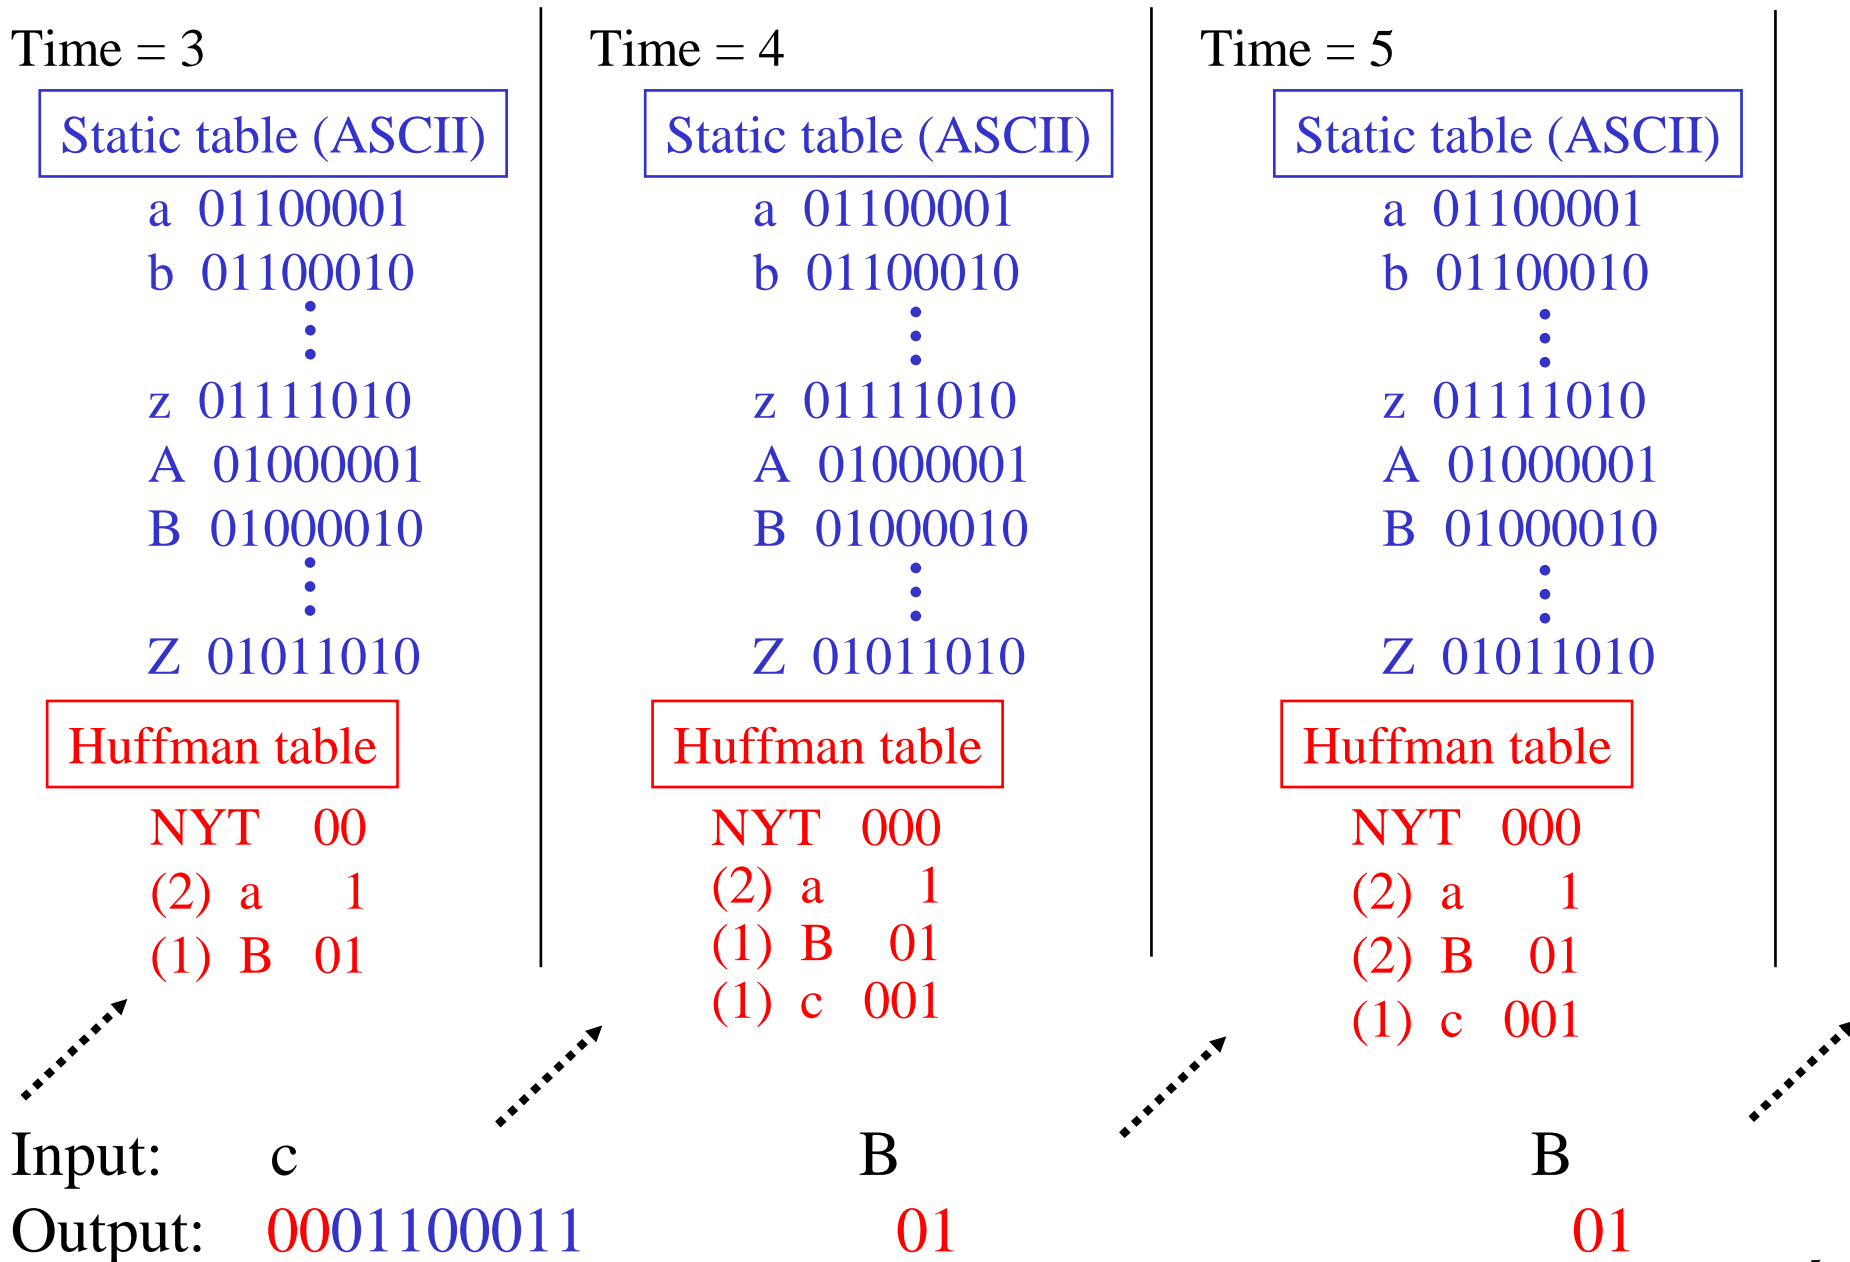 Time = 3
Static table (ASCII)
a 01100001
b 01100010
z 01111010
A 01000001
B 01000010
Z 01011010
Huffman table
NYT 00
(2) a 1
(1) B 01
Time = 4
Static table (ASCII)
a 01100001
b 01100010
z 01111010
A 01000001
B 01000010
Z 01011010
Huffman table
NYT 000
(2) a 1
(1) B 01
(1) c 001
Time = 5
Static table (ASCII)
a 01100001
b 01100010
z 01111010
A 01000001
B 01000010
Z 01011010
Huffman table
NYT 000
(2) a 1
(2) B 01
(1) c 001
Input: c B B
Output: 0001100011 01 01